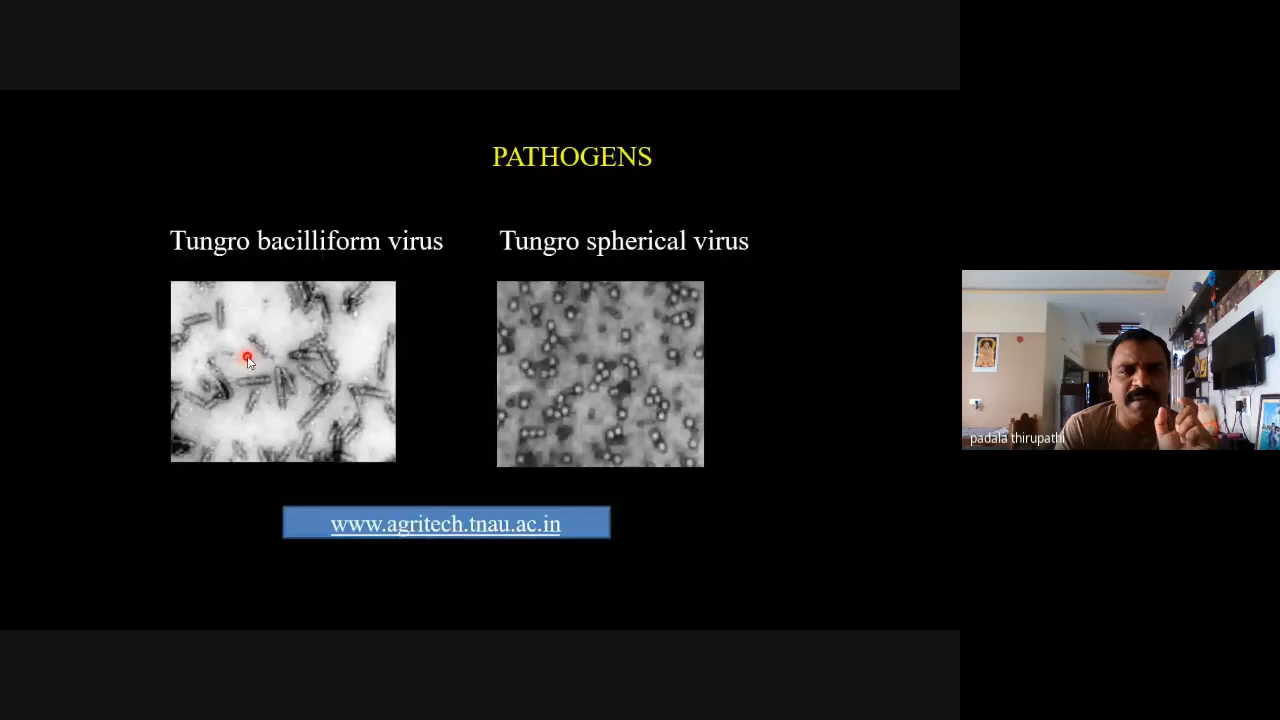 PATHOGENS
Tungro bacilliform virus
Tungro spherical virus
www.agritech.tnau.ac.in
padala thirupathi